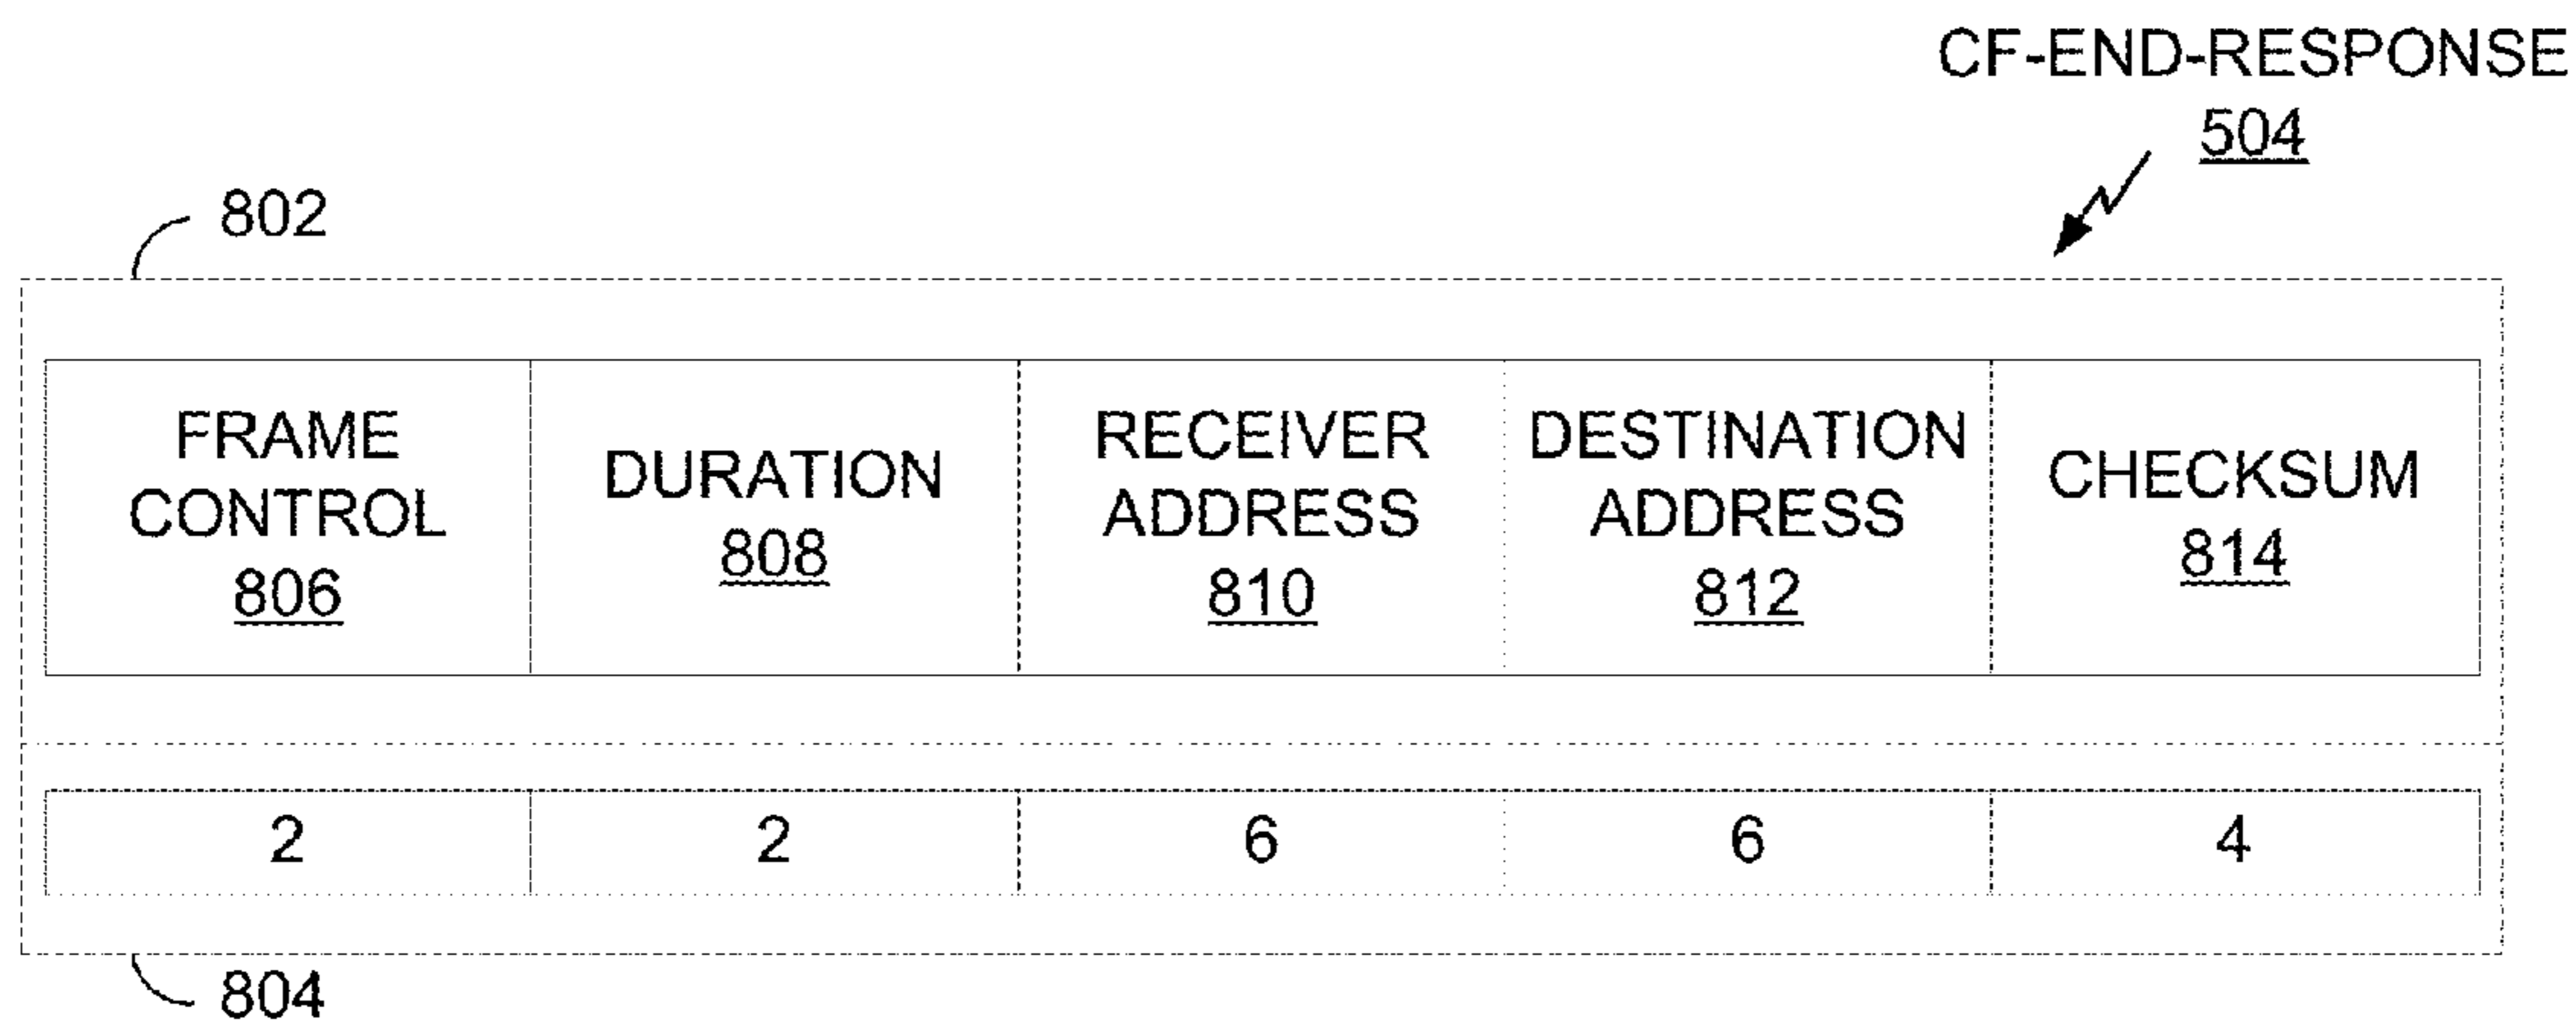 CF-END-RESPONSE
504
802
FRAME
CONTROL
806
DURATION
808
RECEIVER
ADDRESS
810
DESTINATION
ADDRESS
812
CHECKSUM
814
2
2
6
6
4
804